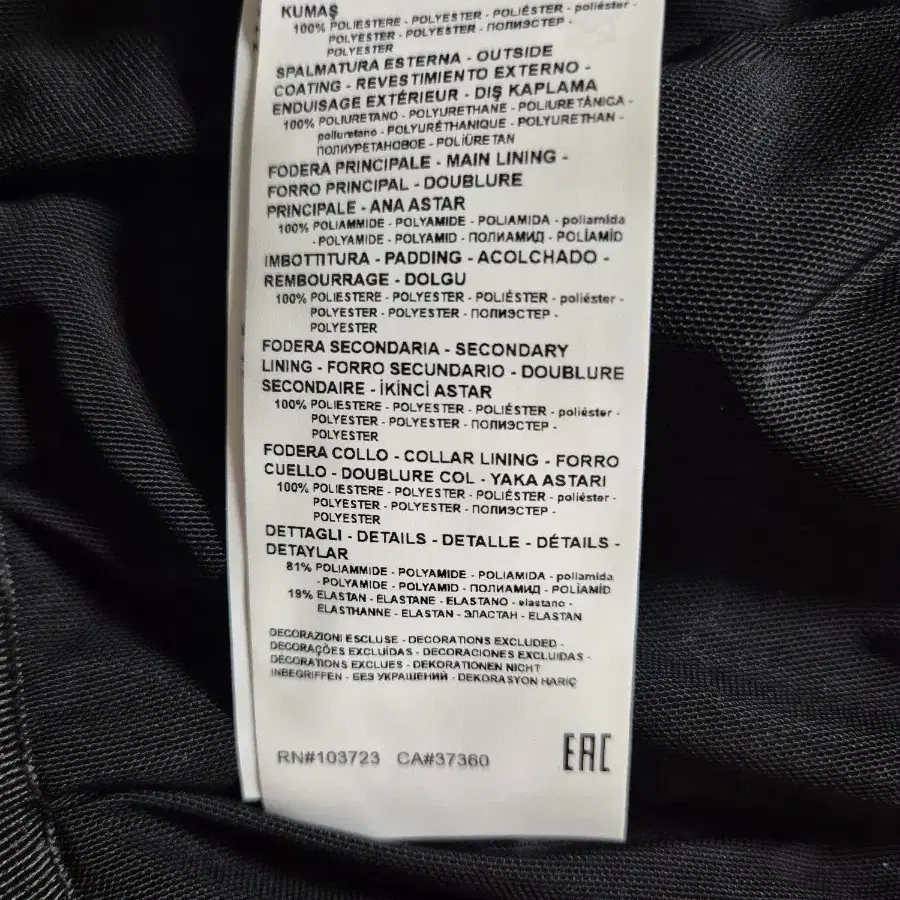 KUMAŞ
100% POLIESTERE - POLYESTER - POLIÉSTER - poliéster -
POLYESTER - POLYESTER - ПОЛИЭСТЕР -
POLYESTER
SPALMATURA ESTERNA - OUTSIDE
COATING - REVESTIMIENTO EXTERNO -
ENDUISAGE EXTÉRIEUR - DIŞ KAPLAMA
100% POLIURETANO - POLYURETHANE - POLIURETÂNICA -
poliuretano - POLYURÉTHANIQUE - POLYURETHAN -
ПОЛИУРЕТАНОВОЕ - POLİÜRETAN
FODERA PRINCIPALE - MAIN LINING -
FORRO PRINCIPAL - DOUBLURE
PRINCIPALE - ANA ASTAR
100% POLIAMMIDE - POLYAMIDE - POLIAMIDA - poliamida
- POLYAMIDE - POLYAMID - ПОЛИАМИД - POLİAMİD
IMBOTTITURA - PADDING - ACOLCHADO -
REMBOURRAGE - DOLGU
100% POLIESTERE - POLYESTER - POLIÉSTER - poliéster -
POLYESTER - POLYESTER - ПОЛИЭСТЕР -
POLYESTER
FODERA SECONDARIA - SECONDARY
LINING - FORRO SECUNDARIO - DOUBLURE
SECONDAIRE - İKİNCİ ASTAR
100% POLIESTERE - POLYESTER - POLIÉSTER - poliéster -
POLYESTER - POLYESTER - ПОЛИЭСТЕР -
POLYESTER
FODERA COLLO - COLLAR LINING - FORRO
CUELLO - DOUBLURE COL - YAKA ASTARI
100% POLIESTERE - POLYESTER - POLIÉSTER - poliéster -
POLYESTER - POLYESTER - ПОЛИЭСТЕР -
POLYESTER
DETTAGLI - DETAILS - DETALLE - DÉTAILS -
DETAYLAR
81% POLIAMMIDE - POLYAMIDE - POLIAMIDA - poliamida
- POLYAMIDE - POLYAMID - ПОЛИАМИД - POLİAMİD
19% ELASTAN - ELASTANE - ELASTANO - elastano -
ELASTHANNE - ELASTAN - ЭЛАСТАН - ELASTAN
DECORAZIONI ESCLUSE - DECORATIONS EXCLUDED -
DECORAÇÕES EXCLUÍDAS - DECORACIONES EXCLUIDAS -
DÉCORATIONS EXCLUES - DEKORATIONEN NICHT
INBEGRIFFEN - БЕЗ УКРАШЕНИЙ - DEKORASYON HARİÇ
RN#103723 CA#37360
EAC